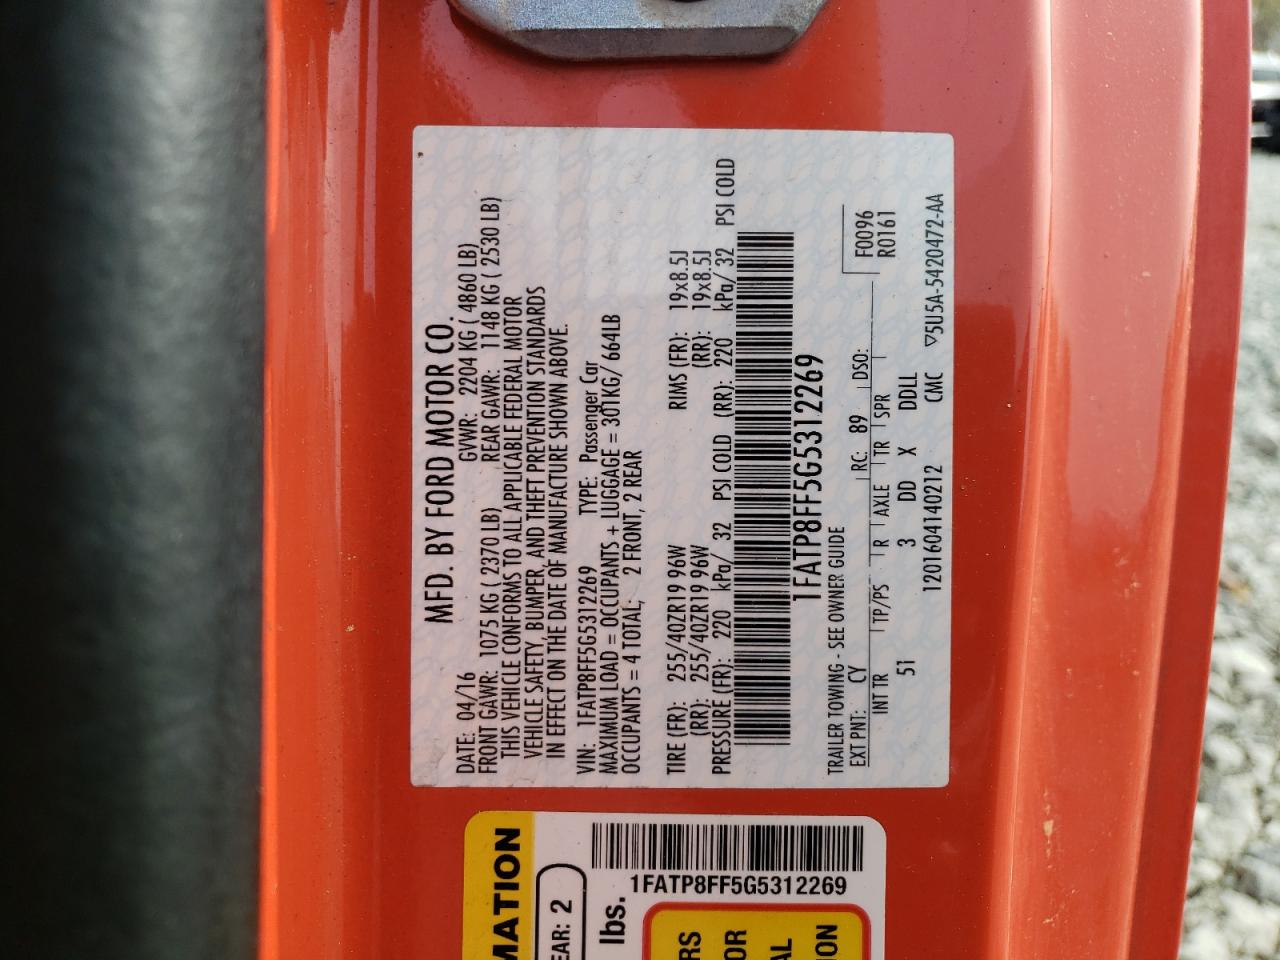 MFD. BY FORD MOTOR CO.
DATE: 04/16 GVWR: 2204 KG ( 4860 LB)
FRONT GAWR: 1075 KG ( 2370 LB) REAR GAWR: 1148 KG ( 2530 LB)
THIS VEHICLE CONFORMS TO ALL APPLICABLE FEDERAL MOTOR
VEHICLE SAFETY, BUMPER, AND THEFT PREVENTION STANDARDS
IN EFFECT ON THE DATE OF MANUFACTURE SHOWN ABOVE.
VIN: 1FATP8FF5G5312269 TYPE: Passenger Car
MAXIMUM LOAD = OCCUPANTS + LUGGAGE = 301KG/ 664LB
OCCUPANTS = 4 TOTAL; 2 FRONT, 2 REAR
TIRE (FR): 255/40ZR19 96W RIMS (FR): 19x8.5J
(RR): 255/40ZR19 96W (RR): 19x8.5J
PRESSURE (FR): 220 kPa/ 32 PSI COLD (RR): 220 kPa/ 32 PSI COLD
1FATP8FF5G5312269
TRAILER TOWING - SEE OWNER GUIDE F0096
EXT PNT: CY RC: 89 DSO: R0161
INT TR TP/PS R AXLE TR SPR
51 3 DD X DDLL
1201604140212 CMC ▽5U5A-5420472-AA
MATION
EAR: 2
lbs.
1FATP8FF5G5312269
RS
OR
AL
ION